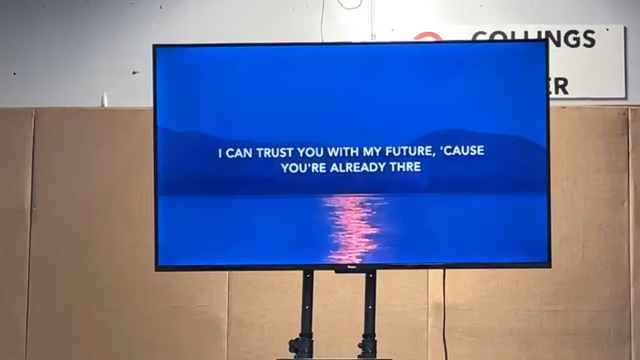 COLLINGS
ER
I CAN TRUST YOU WITH MY FUTURE, 'CAUSE
YOU'RE ALREADY THRE